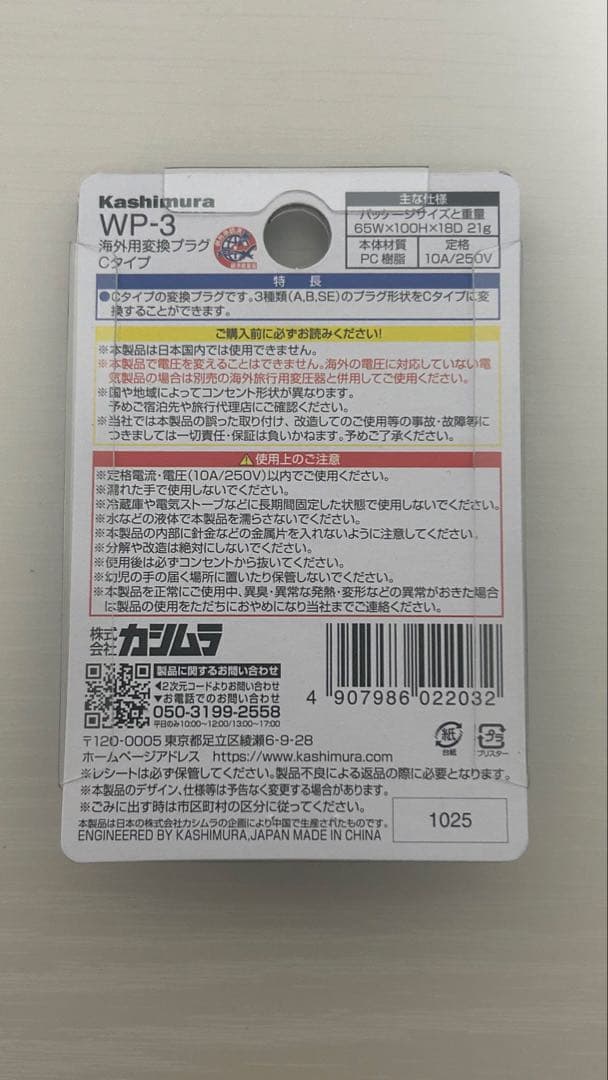 Kashimura
WP-3
海外用変換プラグ
Cタイプ
主な仕様
パッケージサイズと重量
65W×100H×18D 21g
本体材質
定格
PC樹脂
10A/250V
特長
●Cタイプの変換プラグです。3種類(A,B,SE)のプラグ形状をCタイプに変
換することができます。
ご購入前に必ずお読みください!
※本製品は日本国内では使用できません。
※本製品で電圧を変えることはできません。海外の電圧に対応していない電
気製品の場合は別売の海外旅行用変圧器と併用してご使用ください。
※国や地域によってコンセント形状が異なります。
予めご宿泊先や旅行代理店にご確認ください。
※当社では本製品の誤った取り付け、改造してのご使用等の事故・故障等に
つきましては一切責任・保証は負いかねます。予めご了承ください。
⚠使用上のご注意
※定格電流・電圧(10A/250V)以内でご使用ください。
※濡れた手で使用しないでください。
※冷蔵庫や電気ストーブなどに長期間固定した状態で使用しないでください。
※水などの液体で本製品を濡らさないでください。
※本製品の内部に針金などの金属片を入れないように注意してください。
※分解や改造は絶対にしないでください。
※使用後は必ずコンセントから抜いてください。
※幼児の手の届く場所に置いたり保管しないでください。
※本製品を正常にご使用中、異臭・異常な発熱・変形などの異常がおきた場合
は製品の使用をただちにおやめになり当社までご連絡ください。
株式会社カシムラ
製品に関するお問い合わせ
◀2次元コードよりお問い合わせ
▼お電話でのお問い合わせ
050-3199-2558
平日のみ10:00~12:00/13:00~17:00
4 907986 022032
紙
台紙
プラ
ブリスター
〒120-0005 東京都足立区綾瀬6-9-28
ホームページアドレス https://www.kashimura.com
※レシートは必ず保管してください。製品不良による返品の際に必要となります。
※本製品のデザイン、仕様等は予告なく変更する場合があります。
※ごみに出す時は市区町村の区分に従ってください。
本製品は日本の株式会社カシムラの企画により中国で生産されたものです。
ENGINEERED BY KASHIMURA,JAPAN MADE IN CHINA
1025